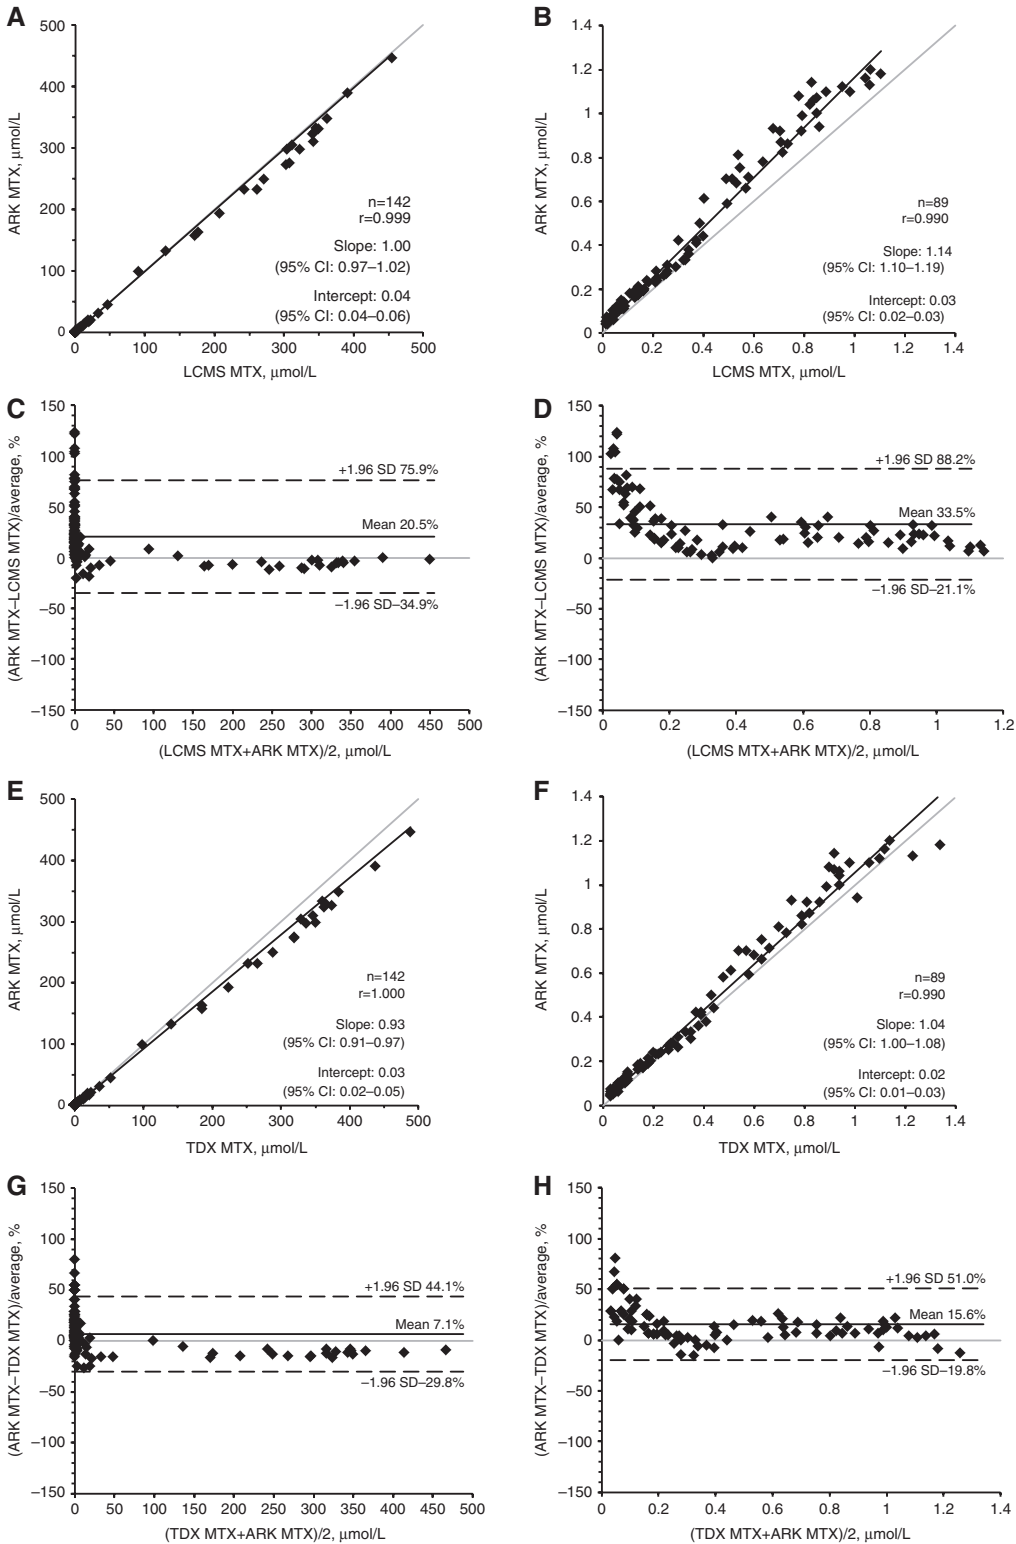 A
500
400
300
200
100
0
0 100 200 300 400 500
ARK MTX, μmol/L
LCMS MTX, μmol/L
n=142
r=0.999
Slope: 1.00
(95% CI: 0.97–1.02)
Intercept: 0.04
(95% CI: 0.04–0.06)
B
1.4
1.2
1
0.8
0.6
0.4
0.2
0
0 0.2 0.4 0.6 0.8 1 1.2 1.4
ARK MTX, μmol/L
LCMS MTX, μmol/L
n=89
r=0.990
Slope: 1.14
(95% CI: 1.10–1.19)
Intercept: 0.03
(95% CI: 0.02–0.03)
C
150
100
50
0
–50
–100
–150
0 50 100 150 200 250 300 350 400 450 500
(ARK MTX–LCMS MTX)/average, %
(LCMS MTX+ARK MTX)/2, μmol/L
+1.96 SD 75.9%
Mean 20.5%
–1.96 SD–34.9%
D
150
100
50
0
–50
–100
–150
0 0.2 0.4 0.6 0.8 1 1.2
(ARK MTX–LCMS MTX)/average, %
(LCMS MTX+ARK MTX)/2, μmol/L
+1.96 SD 88.2%
Mean 33.5%
–1.96 SD–21.1%
E
500
400
300
200
100
0
0 100 200 300 400 500
ARK MTX, μmol/L
TDX MTX, μmol/L
n=142
r=1.000
Slope: 0.93
(95% CI: 0.91–0.97)
Intercept: 0.03
(95% CI: 0.02–0.05)
F
1.4
1.2
1
0.8
0.6
0.4
0.2
0
0 0.2 0.4 0.6 0.8 1 1.2 1.4
ARK MTX, μmol/L
TDX MTX, μmol/L
n=89
r=0.990
Slope: 1.04
(95% CI: 1.00–1.08)
Intercept: 0.02
(95% CI: 0.01–0.03)
G
150
100
50
0
–50
–100
–150
0 50 100 150 200 250 300 350 400 450 500
(ARK MTX–TDX MTX)/average, %
(TDX MTX+ARK MTX)/2, μmol/L
+1.96 SD 44.1%
Mean 7.1%
–1.96 SD–29.8%
H
150
100
50
0
–50
–100
–150
0 0.2 0.4 0.6 0.8 1 1.2 1.4
(ARK MTX–TDX MTX)/average, %
(TDX MTX+ARK MTX)/2, μmol/L
+1.96 SD 51.0%
Mean 15.6%
–1.96 SD–19.8%